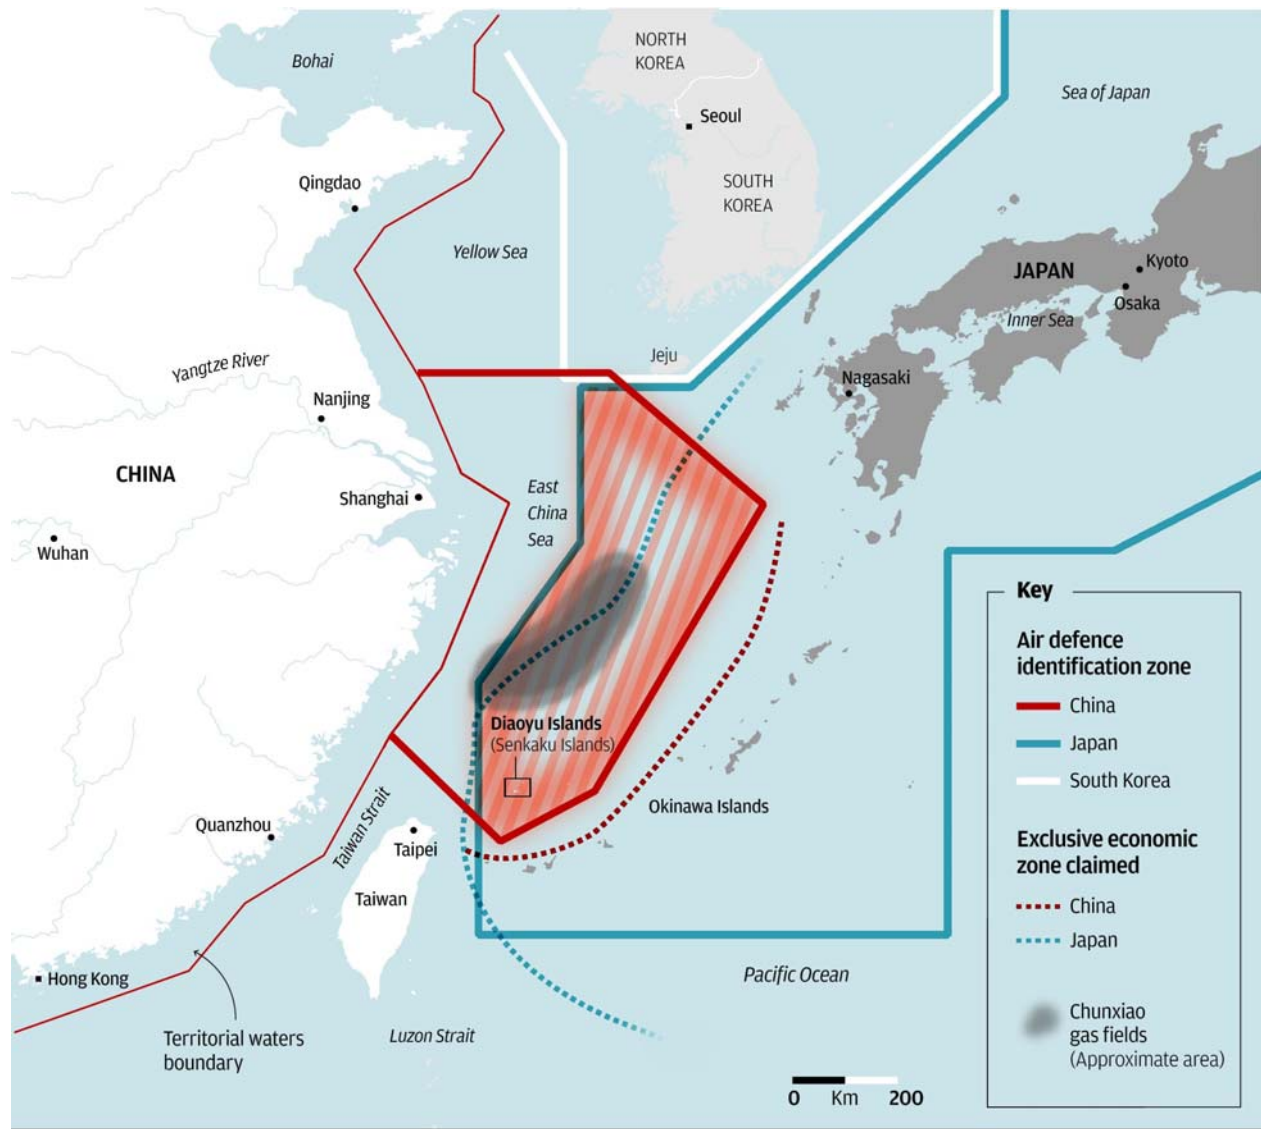 Bohai
NORTH
KOREA
Seoul
Sea of Japan
Qingdao
SOUTH
KOREA
Yellow Sea
JAPAN
Kyoto
Osaka
Inner Sea
Yangtze River
Jeju
Nagasaki
Nanjing
CHINA
Shanghai
East
China
Sea
Wuhan
Diaoyu Islands
(Senkaku Islands)
Okinawa Islands
Quanzhou
Taiwan Strait
Taipei
Taiwan
Hong Kong
Pacific Ocean
Luzon Strait
Territorial waters
boundary
0 Km 200
Key
Air defence
identification zone
China
Japan
South Korea
Exclusive economic
zone claimed
China
Japan
Chunxiao
gas fields
(Approximate area)